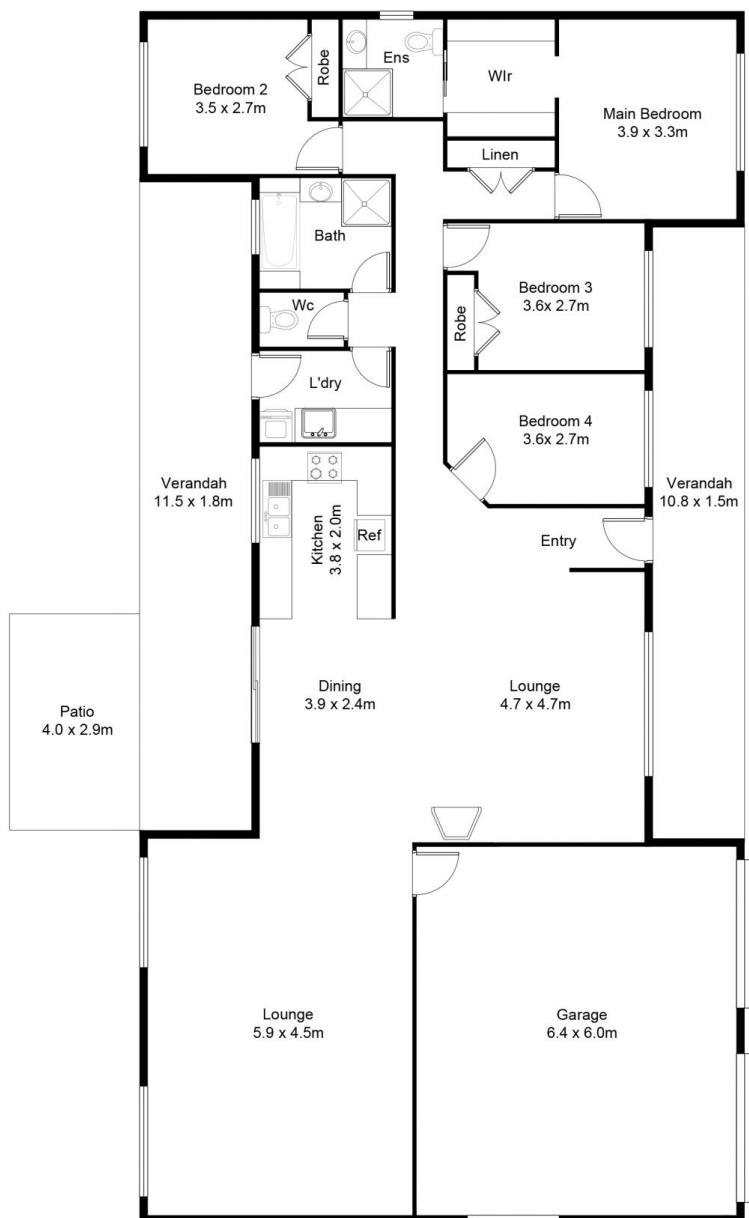 Bedroom 2
3.5 x 2.7m
Robe
Ens
Wlr
Main Bedroom
3.9 x 3.3m
Linen
Bath
Bedroom 3
3.6x 2.7m
Robe
Wc
L'dry
Bedroom 4
3.6x 2.7m
Verandah
11.5 x 1.8m
Kitchen
3.8 x 2.0m
Ref
Entry
Verandah
10.8 x 1.5m
Patio
4.0 x 2.9m
Dining
3.9 x 2.4m
Lounge
4.7 x 4.7m
Lounge
5.9 x 4.5m
Garage
6.4 x 6.0m